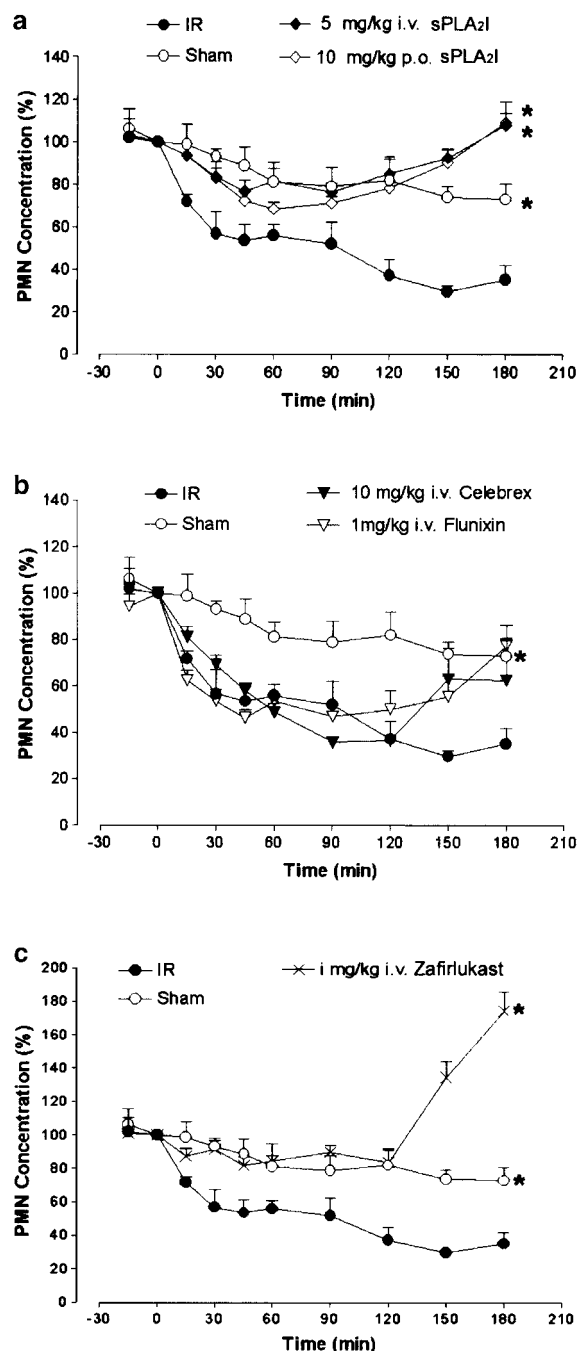 a
IR
5 mg/kg i.v. sPLA2I
Sham
10 mg/kg p.o. sPLA2I
PMN Concentration (%)
140
120
100
80
60
40
20
0
-30 0 30 60 90 120 150 180 210
Time (min)
*
*
*
b
IR
10 mg/kg i.v. Celebrex
Sham
1mg/kg i.v. Flunixin
PMN Concentration (%)
140
120
100
80
60
40
20
0
-30 0 30 60 90 120 150 180 210
Time (min)
*
c
IR
i mg/kg i.v. Zafirlukast
Sham
PMN Concentration (%)
200
180
160
140
120
100
80
60
40
20
0
-30 0 30 60 90 120 150 180 210
Time (min)
*
*